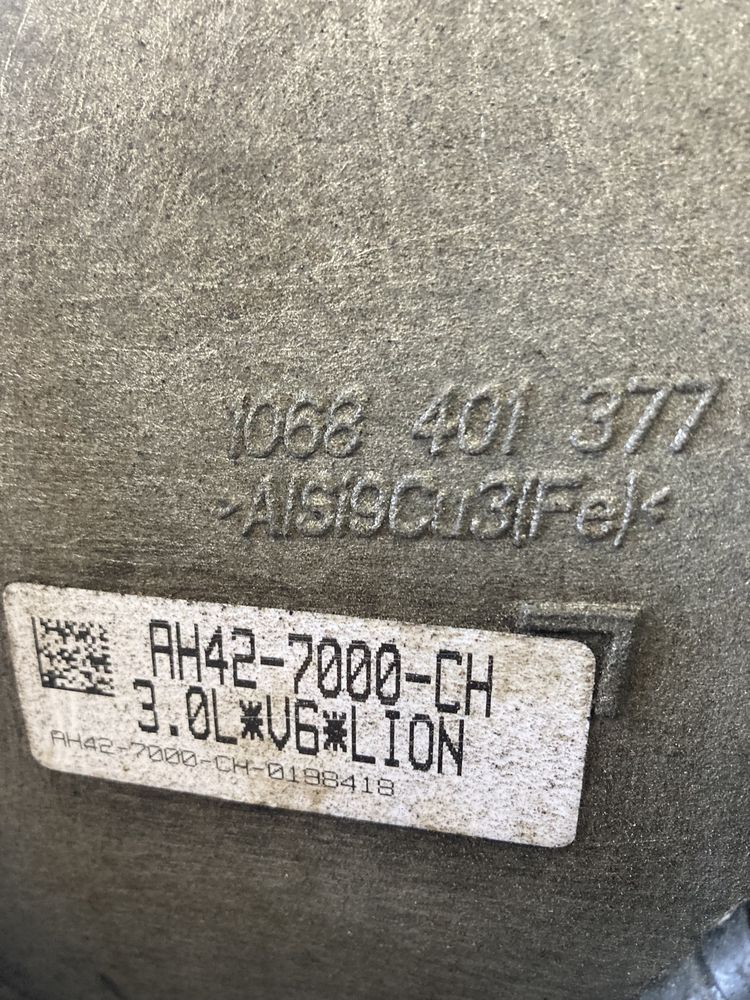 1068 401 377
>AlSi9Cu3(Fe)<
AH42-7000-CH
3.0L*V6*LION
AH42-7000-CH-0198418